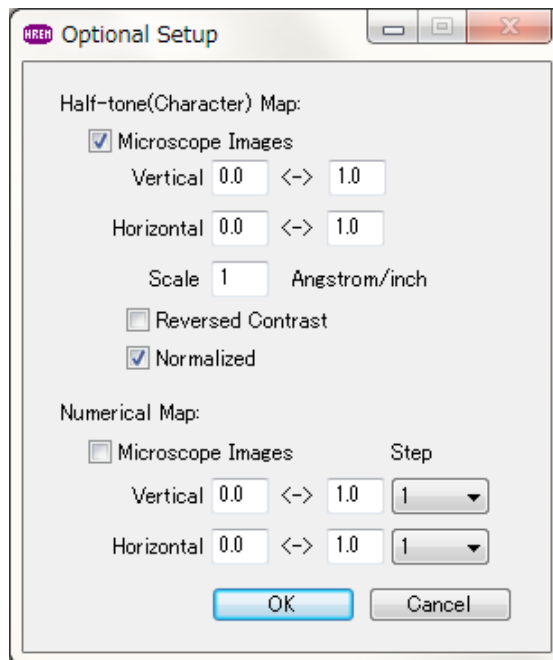 HREM Optional Setup
Half-tone(Character) Map:
Microscope Images
Vertical 0.0 <-> 1.0
Horizontal 0.0 <-> 1.0
Scale 1 Angstrom/inch
Reversed Contrast
Normalized
Numerical Map:
Microscope Images Step
Vertical 0.0 <-> 1.0 1
Horizontal 0.0 <-> 1.0 1
OK Cancel